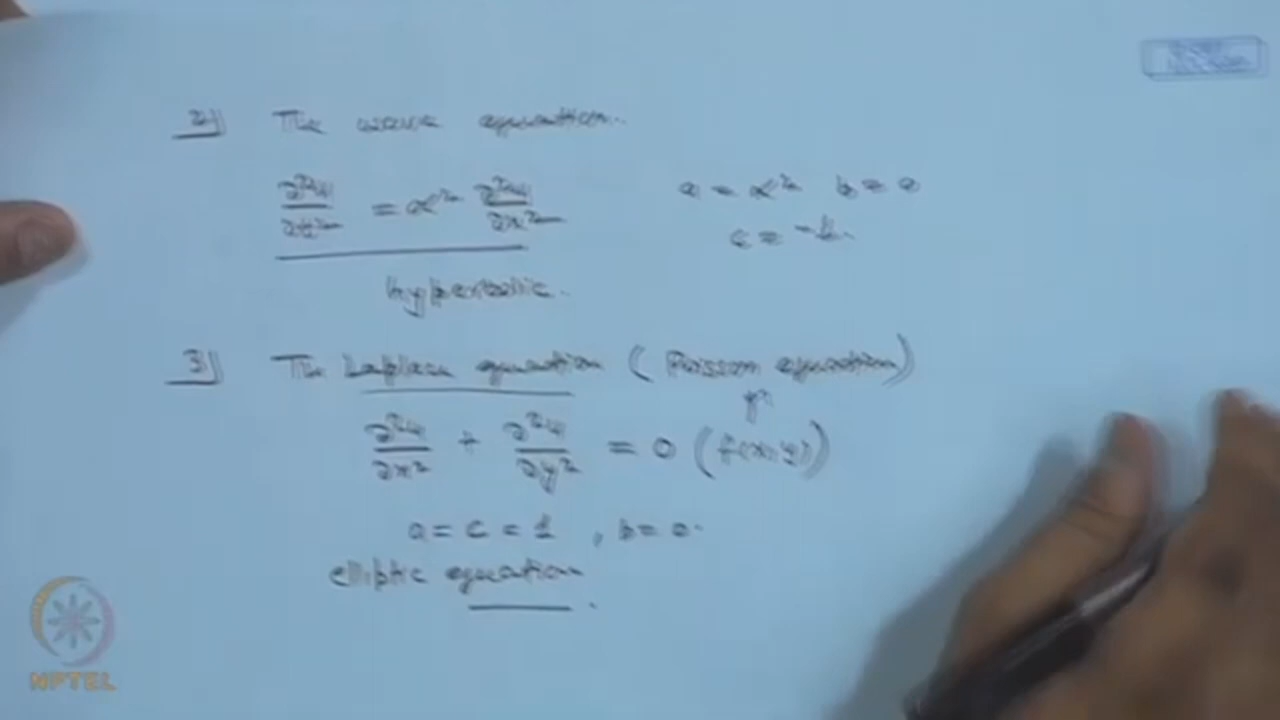 2) The wave equation.
∂²u/∂t² = α² ∂²u/∂x²
a = α² b = 0
c = -1.
hyperbolic.
3) The Laplace equation (Poisson equation)
∂²u/∂x² + ∂²u/∂y² = 0 (f(x,y))
a = c = 1 , b = 0.
elliptic equation.
NPTEL